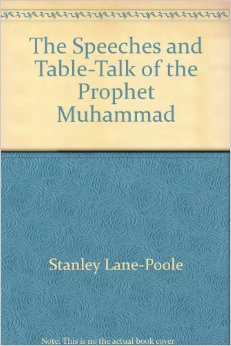 The Speeches and
Table-Talk of the
Prophet
Muhammad
Stanley Lane-Poole
Note: This is not the actual book cover